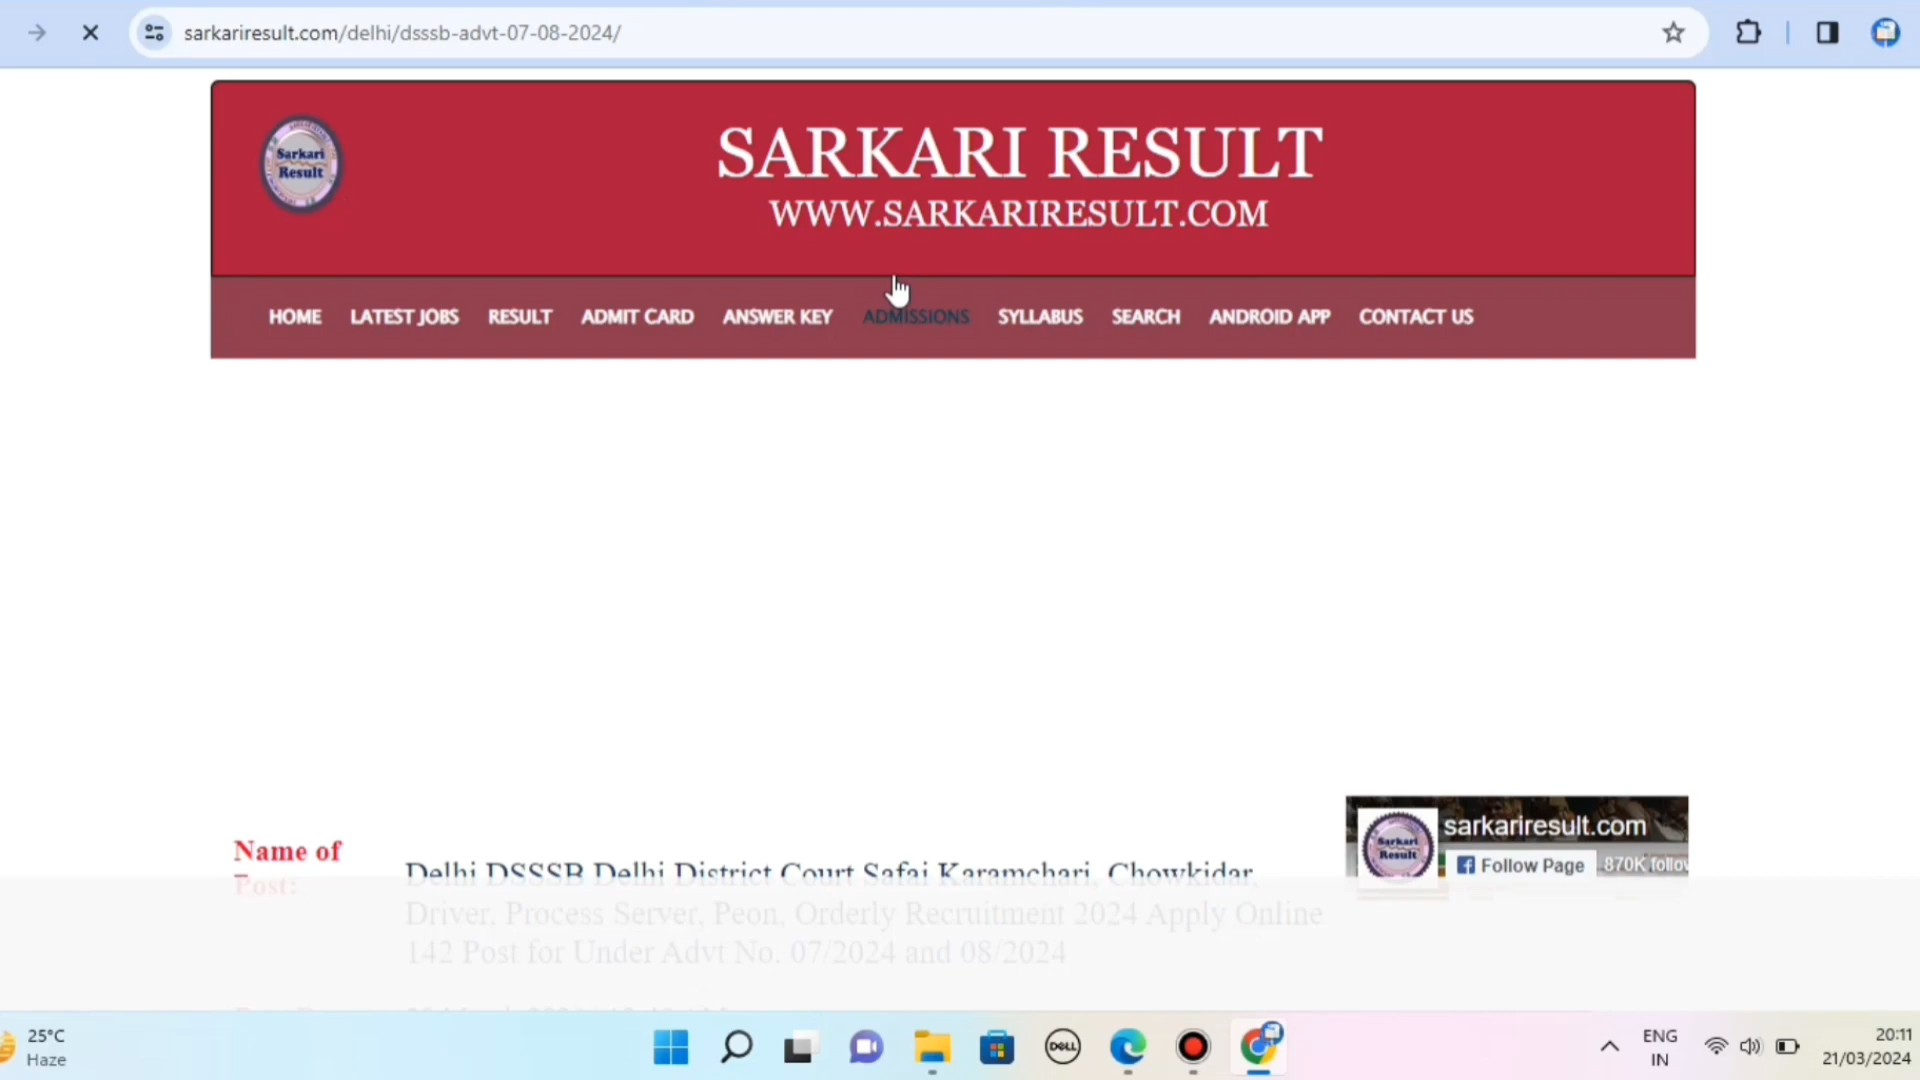 sarkariresult.com/delhi/dsssb-advt-07-08-2024/
Sarkari
Result
SARKARI RESULT
WWW.SARKARIRESULT.COM
HOME LATEST JOBS RESULT ADMIT CARD ANSWER KEY ADMISSIONS SYLLABUS SEARCH ANDROID APP CONTACT US
Name of
Post:
Delhi DSSSB Delhi District Court Safai Karamchari, Chowkidar,
Driver, Process Server, Peon, Orderly Recruitment 2024 Apply Online
142 Post for Under Advt No. 07/2024 and 08/2024
Sarkari
Result
sarkariresult.com
Follow Page
870K
25°C
Haze
DELL
ENG
IN
20:11
21/03/2024